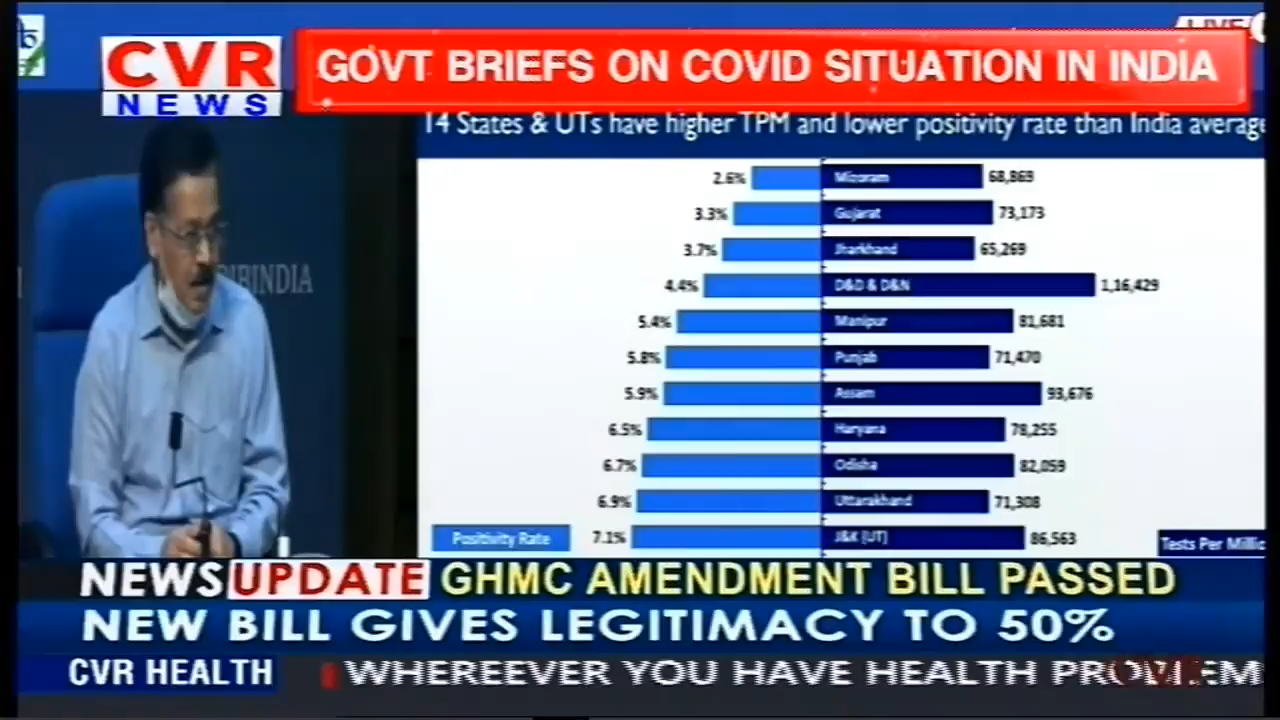 LIVE
CVR
NEWS
GOVT BRIEFS ON COVID SITUATION IN INDIA
14 States & UTs have higher TPM and lower positivity rate than India average
2.6% Mizoram 68,869
3.3% Gujarat 73,173
3.7% Jharkhand 65,269
4.4% D&D & D&N 1,16,429
5.4% Manipur 81,681
5.8% Punjab 71,470
5.9% Assam 93,676
6.5% Haryana 78,255
6.7% Odisha 82,059
6.9% Uttarakhand 71,308
7.1% J&K (UT) 86,563
Positivity Rate
Tests Per Millio
PIBINDIA
NEWS UPDATE GHMC AMENDMENT BILL PASSED
NEW BILL GIVES LEGITIMACY TO 50%
CVR HEALTH WHEREEVER YOU HAVE HEALTH PROBLEM